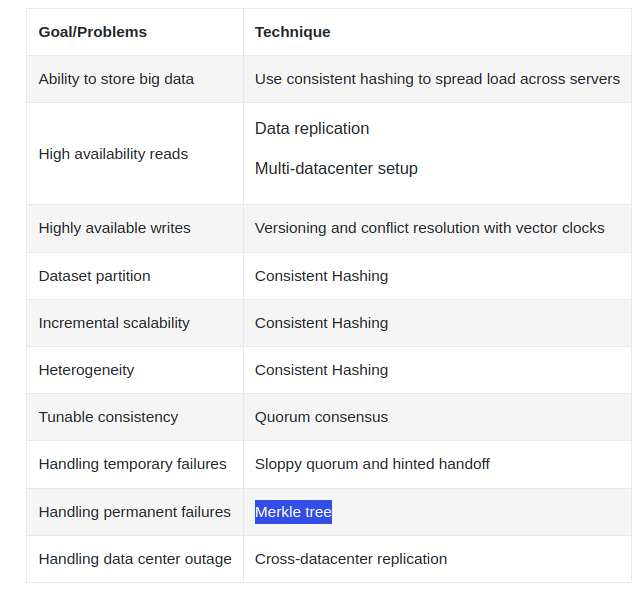 Goal/Problems Technique
Ability to store big data Use consistent hashing to spread load across servers
High availability reads Data replication
Multi-datacenter setup
Highly available writes Versioning and conflict resolution with vector clocks
Dataset partition Consistent Hashing
Incremental scalability Consistent Hashing
Heterogeneity Consistent Hashing
Tunable consistency Quorum consensus
Handling temporary failures Sloppy quorum and hinted handoff
Handling permanent failures Merkle tree
Handling data center outage Cross-datacenter replication